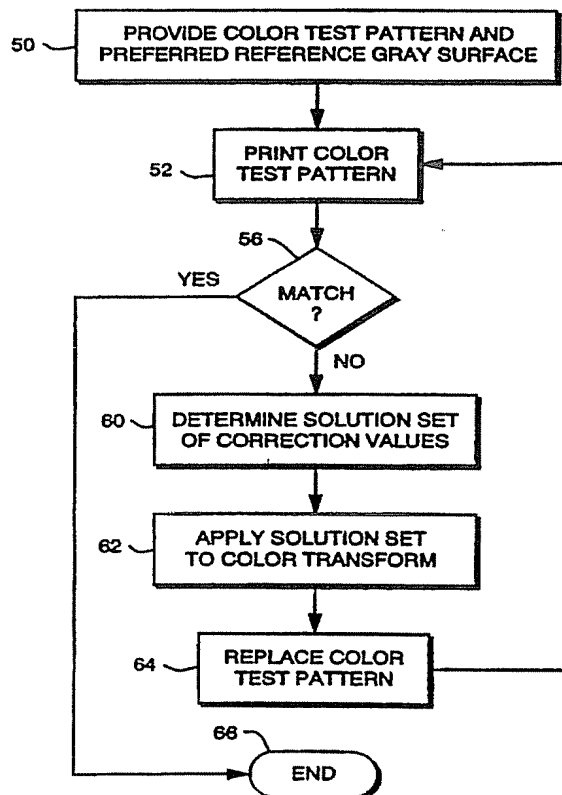 50
PROVIDE COLOR TEST PATTERN AND
PREFERRED REFERENCE GRAY SURFACE
52
PRINT COLOR
TEST PATTERN
56
YES
MATCH
?
NO
60
DETERMINE SOLUTION SET
OF CORRECTION VALUES
62
APPLY SOLUTION SET
TO COLOR TRANSFORM
64
REPLACE COLOR
TEST PATTERN
66
END